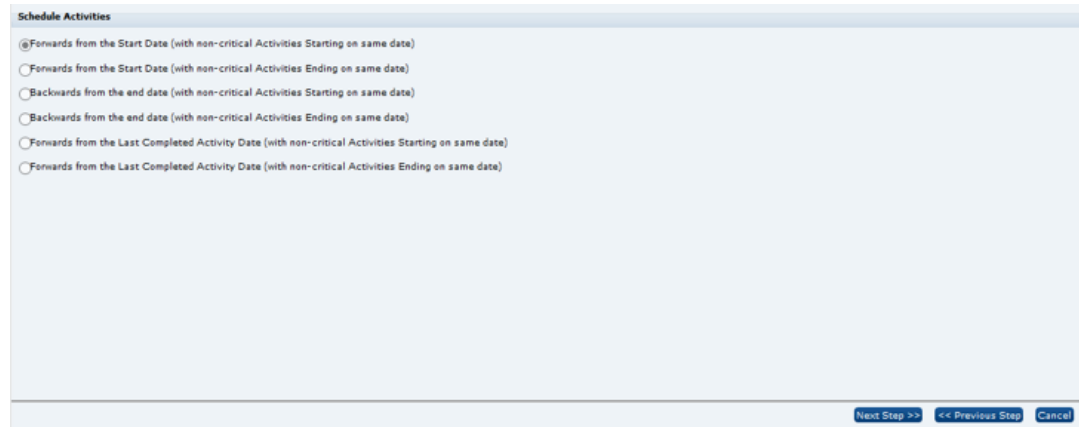 Schedule Activities
Forwards from the Start Date (with non-critical Activities Starting on same date)
Forwards from the Start Date (with non-critical Activities Ending on same date)
Backwards from the end date (with non-critical Activities Starting on same date)
Backwards from the end date (with non-critical Activities Ending on same date)
Forwards from the Last Completed Activity Date (with non-critical Activities Starting on same date)
Forwards from the Last Completed Activity Date (with non-critical Activities Ending on same date)
Next Step >> << Previous Step Cancel